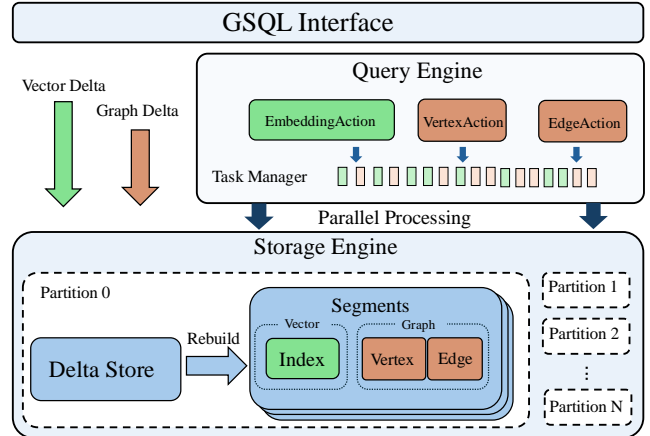 GSQL Interface
Vector Delta
Graph Delta
Query Engine
EmbeddingAction
VertexAction
EdgeAction
Task Manager
Parallel Processing
Storage Engine
Partition 0
Segments
Vector
Graph
Rebuild
Delta Store
Index
Vertex
Edge
Partition 1
Partition 2
⋮
Partition N